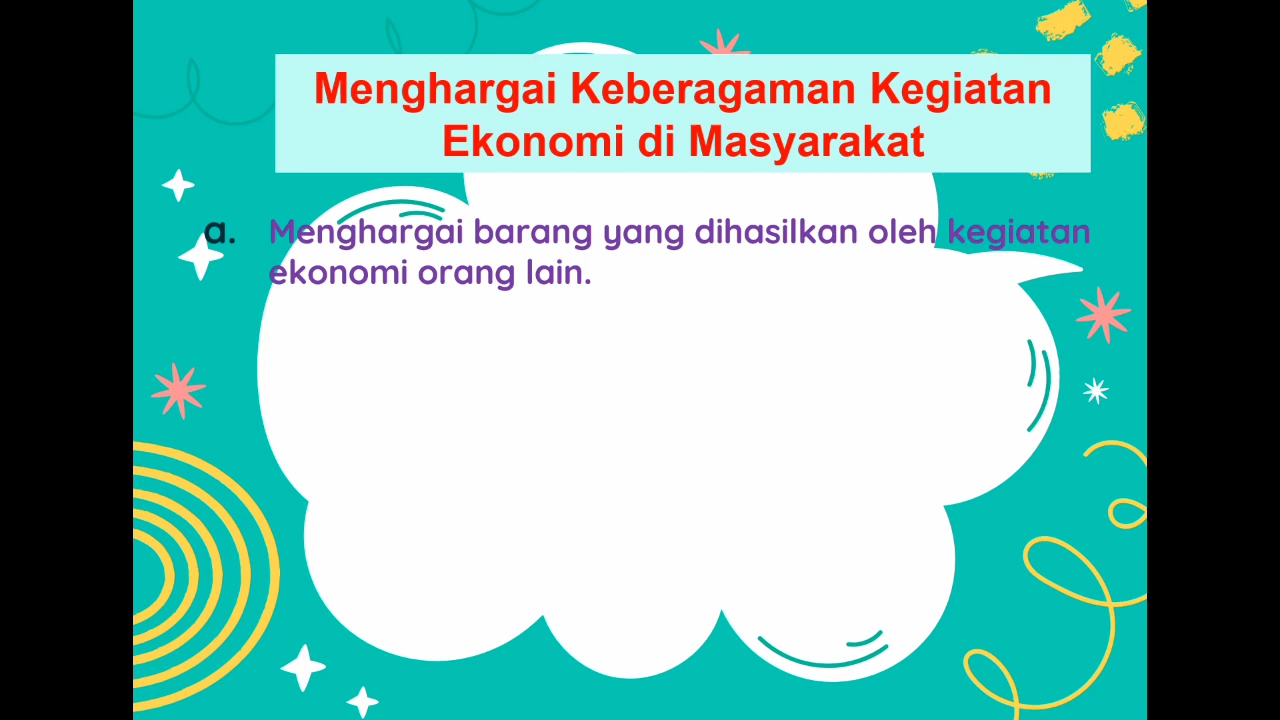 Menghargai Keberagaman Kegiatan
Ekonomi di Masyarakat
a. Menghargai barang yang dihasilkan oleh kegiatan
ekonomi orang lain.